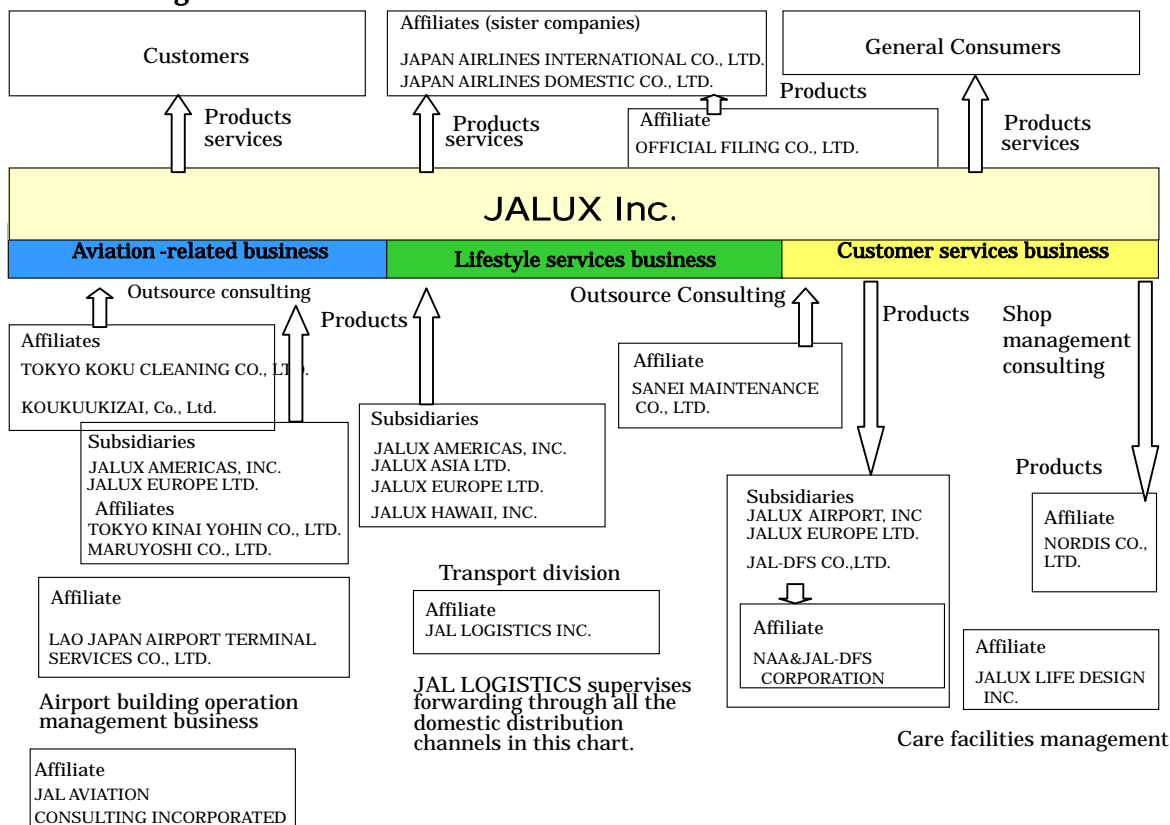 Customers
Affiliates (sister companies)
JAPAN AIRLINES INTERNATIONAL CO., LTD.
JAPAN AIRLINES DOMESTIC CO., LTD.
General Consumers
Products
services
Products
services
Products
Affiliate
OFFICIAL FILING CO., LTD.
Products
services
JALUX Inc.
Aviation -related business
Lifestyle services business
Customer services business
Outsource consulting
Products
Outsource Consulting
Products
Shop
management
consulting
Affiliates
TOKYO KOKU CLEANING CO., LTD.
KOUKUUKIZAI, Co., Ltd.
Subsidiaries
JALUX AMERICAS, INC.
JALUX EUROPE LTD.
Affiliates
TOKYO KINAI YOHIN CO., LTD.
MARUYOSHI CO., LTD.
Subsidiaries
JALUX AMERICAS, INC.
JALUX ASIA LTD.
JALUX EUROPE LTD.
JALUX HAWAII, INC.
Affiliate
SANEI MAINTENANCE
CO., LTD.
Subsidiaries
JALUX AIRPORT, INC
JALUX EUROPE LTD.
JAL-DFS CO.,LTD.
Affiliate
NAA&JAL-DFS
CORPORATION
Products
Affiliate
NORDIS CO.,
LTD.
Affiliate
LAO JAPAN AIRPORT TERMINAL
SERVICES CO., LTD.
Airport building operation
management business
Transport division
Affiliate
JAL LOGISTICS INC.
JAL LOGISTICS supervises
forwarding through all the
domestic distribution
channels in this chart.
Affiliate
JALUX LIFE DESIGN
INC.
Care facilities management
Affiliate
JAL AVIATION
CONSULTING INCORPORATED